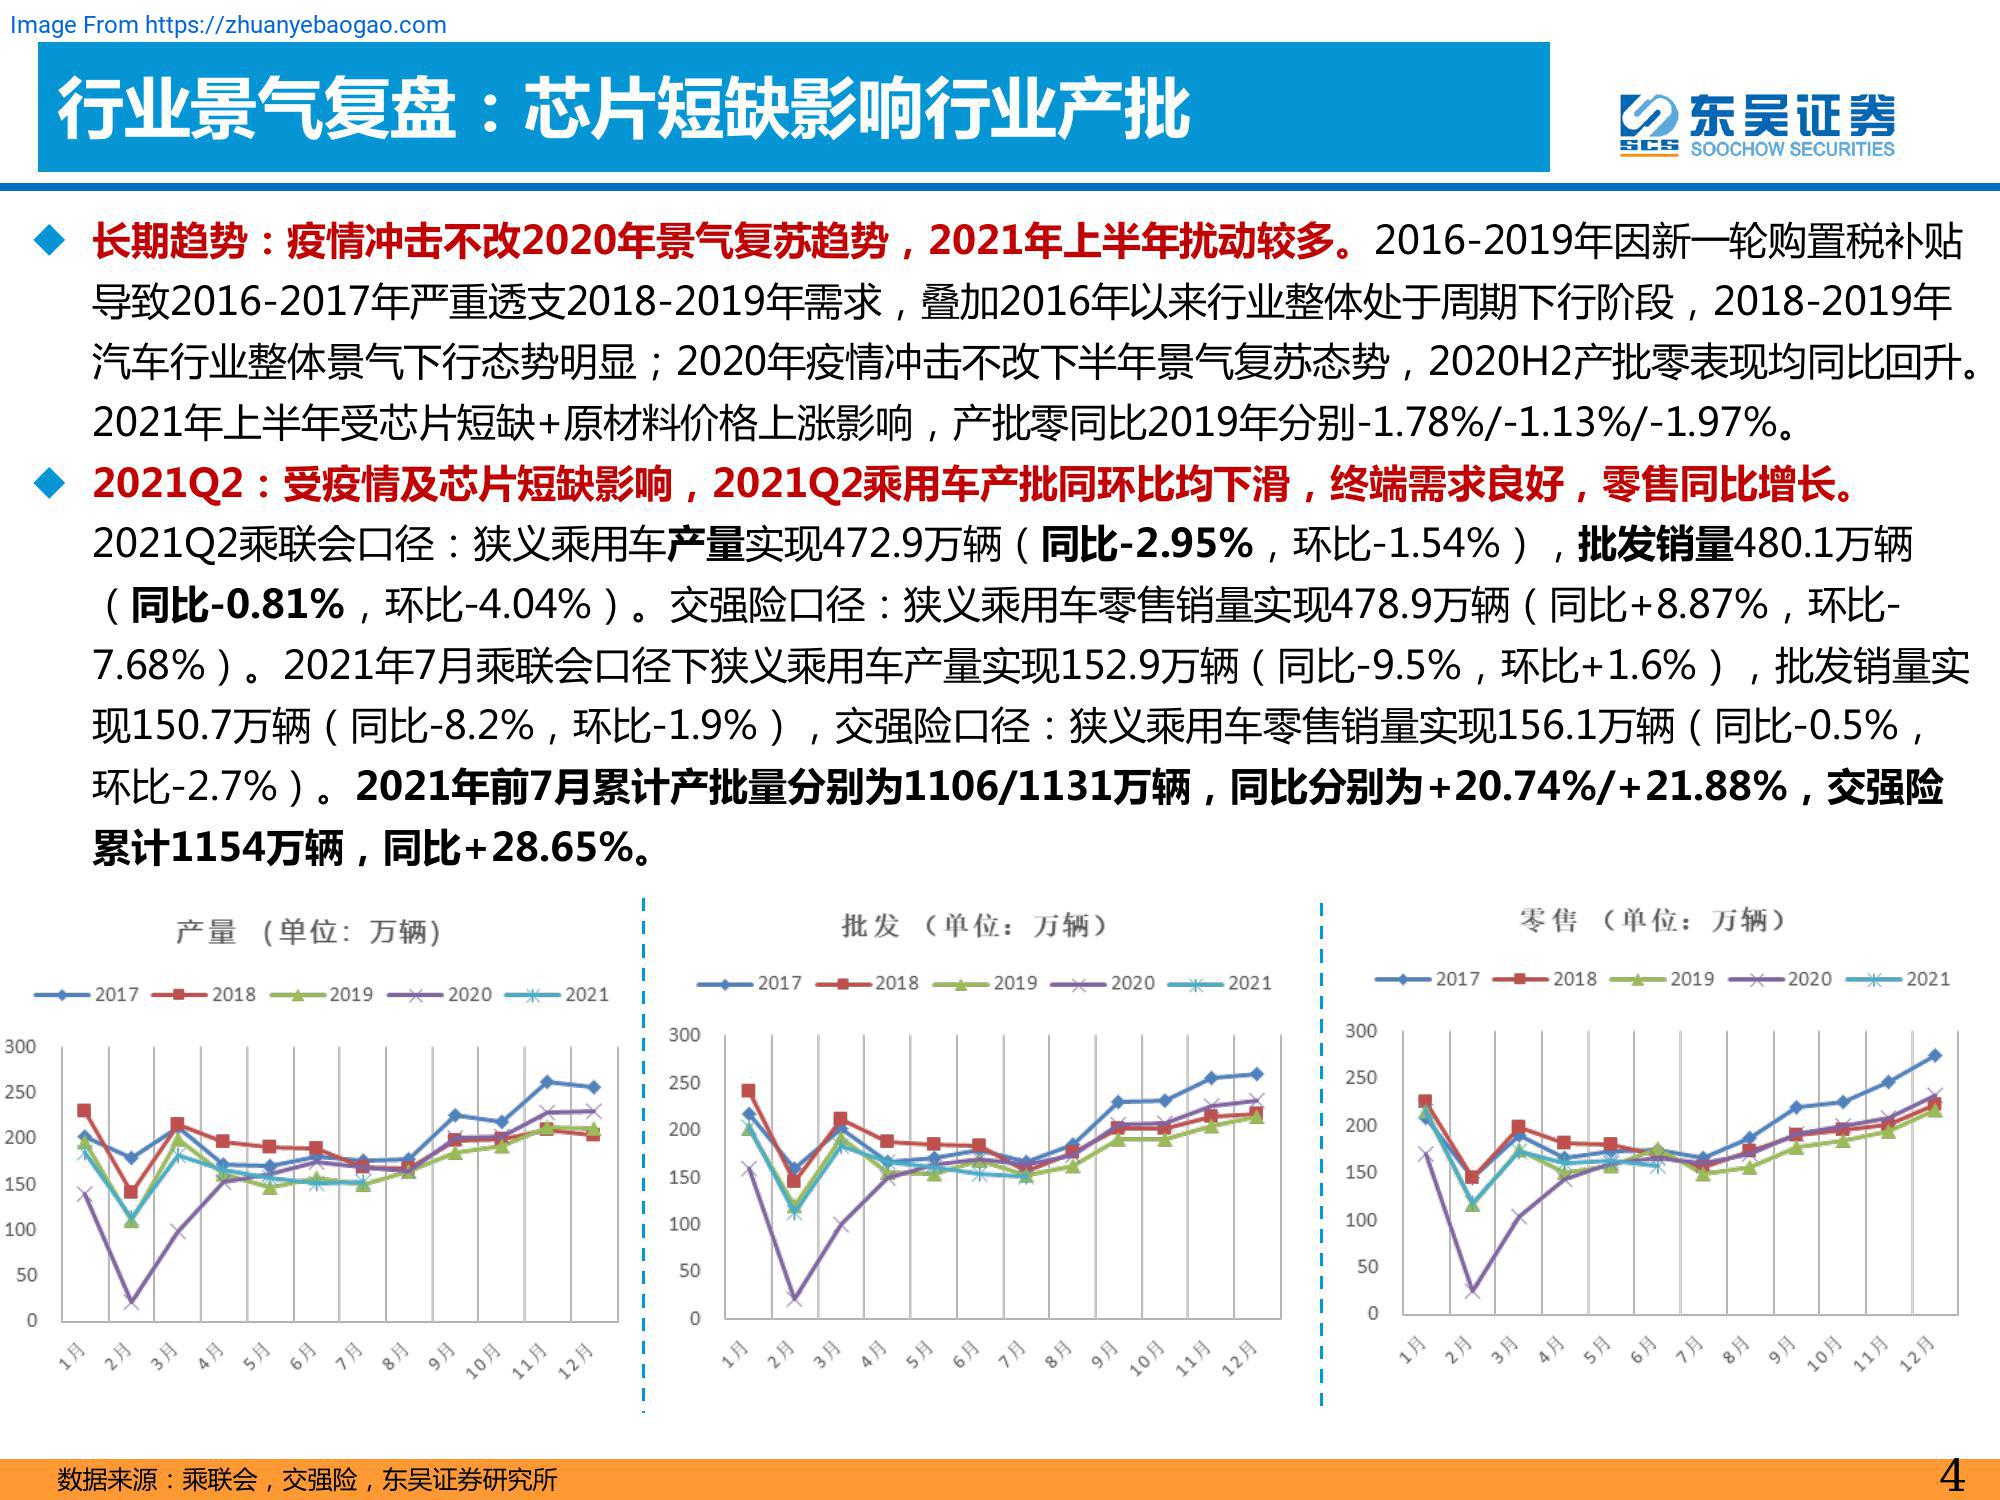 Image From https://zhuanyebaogao.com
行业景气复盘：芯片短缺影响行业产批
东吴证券
SCS
SOOCHOW SECURITIES
长期趋势：疫情冲击不改2020年景气复苏趋势，2021年上半年扰动较多。2016-2019年因新一轮购置税补贴
导致2016-2017年严重透支2018-2019年需求，叠加2016年以来行业整体处于周期下行阶段，2018-2019年
汽车行业整体景气下行态势明显；2020年疫情冲击不改下半年景气复苏态势，2020H2产批零表现均同比回升。
2021年上半年受芯片短缺+原材料价格上涨影响，产批零同比2019年分别-1.78%/-1.13%/-1.97%。
2021Q2：受疫情及芯片短缺影响，2021Q2乘用车产批同环比均下滑，终端需求良好，零售同比增长。
2021Q2乘联会口径：狭义乘用车产量实现472.9万辆（同比-2.95%，环比-1.54%），批发销量480.1万辆
（同比-0.81%，环比-4.04%）。交强险口径：狭义乘用车零售销量实现478.9万辆（同比+8.87%，环比-
7.68%）。2021年7月乘联会口径下狭义乘用车产量实现152.9万辆（同比-9.5%，环比+1.6%），批发销量实
现150.7万辆（同比-8.2%，环比-1.9%），交强险口径：狭义乘用车零售销量实现156.1万辆（同比-0.5%，
环比-2.7%）。2021年前7月累计产批量分别为1106/1131万辆，同比分别为+20.74%/+21.88%，交强险
累计1154万辆，同比+28.65%。
产量 (单位：万辆)
2017 2018 2019 2020 2021
300
250
200
150
100
50
0
1月 2月 3月 4月 5月 6月 7月 8月 9月 10月 11月 12月
批发 （单位：万辆）
2017 2018 2019 2020 2021
300
250
200
150
100
50
0
1月 2月 3月 4月 5月 6月 7月 8月 9月 10月 11月 12月
零售 （单位：万辆）
2017 2018 2019 2020 2021
300
250
200
150
100
50
0
1月 2月 3月 4月 5月 6月 7月 8月 9月 10月 11月 12月
数据来源：乘联会，交强险，东吴证券研究所
4